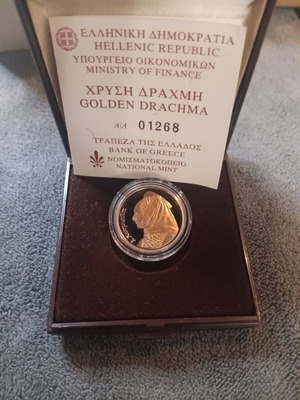 ΕΛΛΗΝΙΚΗ ΔΗΜΟΚΡΑΤΙΑ
HELLENIC REPUBLIC
ΥΠΟΥΡΓΕΙΟ ΟΙΚΟΝΟΜΙΚΩΝ
MINISTRY OF FINANCE
ΧΡΥΣΗ ΔΡΑΧΜΗ
GOLDEN DRACHMA
Α/Α 01268
ΤΡΑΠΕΖΑ ΤΗΣ ΕΛΛΑΔΟΣ
BANK OF GREECE
ΝΟΜΙΣΜΑΤΟΚΟΠΕΙΟ
NATIONAL MINT